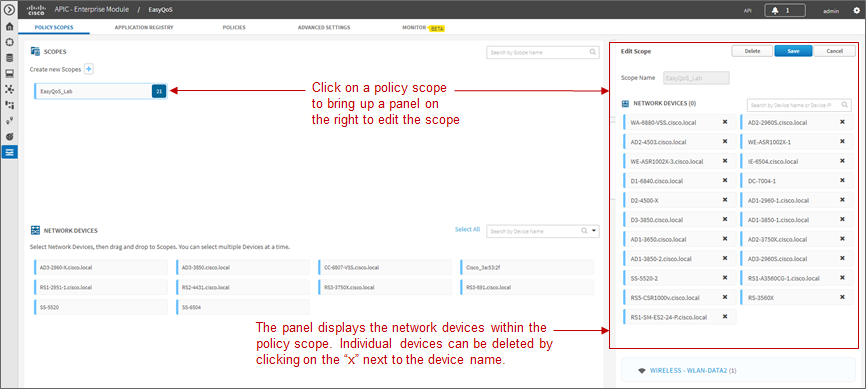 CISCO APIC - Enterprise Module / EasyQoS API 1 admin
POLICY SCOPES APPLICATION REGISTRY POLICIES ADVANCED SETTINGS MONITOR BETA
SCOPES
Search by Scope Name
Create new Scopes +
EasyQoS_Lab 21
Click on a policy scope
to bring up a panel on
the right to edit the scope
NETWORK DEVICES
Select All
Search by Device Name
Select Network Devices, then drag and drop to Scopes. You can select multiple Devices at a time.
AD3-2960-X.cisco.local AD3-3850.cisco.local CC-6807-VSS.cisco.local Cisco_3a:53:2f
RS1-2951-1.cisco.local RS2-4431.cisco.local RS3-3750X.cisco.local RS3-891.cisco.local
SS-5520 SS-6504
The panel displays the network devices within the
policy scope. Individual devices can be deleted by
clicking on the “x” next to the device name.
Edit Scope Delete Save Cancel
Scope Name EasyQoS_Lab
NETWORK DEVICES (0) Search by Device Name or Device IP
WA-6880-VSS.cisco.local ✖ AD2-2960S.cisco.local ✖
AD2-4503.cisco.local ✖ WE-ASR1002X-1 ✖
WE-ASR1002X-3.cisco.local ✖ IE-6504.cisco.local ✖
D1-6840.cisco.local ✖ DC-7004-1 ✖
D2-4500-X ✖ AD1-2960-1.cisco.local ✖
D3-3850.cisco.local ✖ AD1-3850-1.cisco.local ✖
AD1-3650.cisco.local ✖ AD2-3750X.cisco.local ✖
AD1-3850-2.cisco.local ✖ AD3-2960S.cisco.local ✖
SS-5520-2 ✖ RS1-A3560CG-1.cisco.local ✖
RS5-CSR1000v.cisco.local ✖ RS-3560X ✖
RS1-SM-ES2-24-P.cisco.local ✖
WIRELESS - WLAN-DATA2 (1)